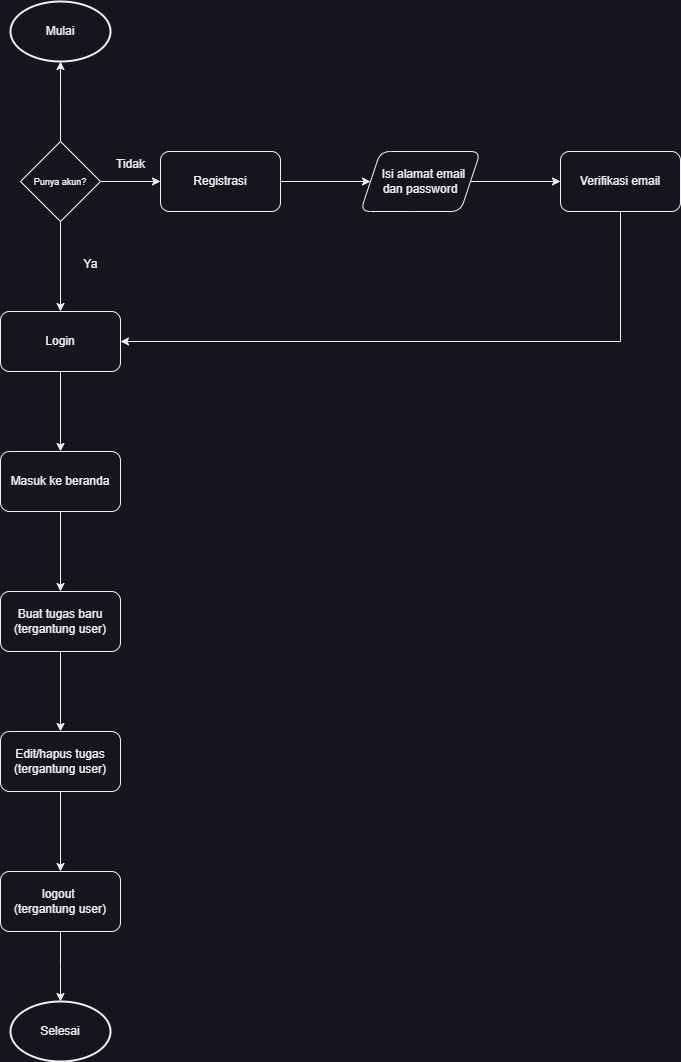 Mulai
Punya akun?
Tidak
Registrasi
Isi alamat email
dan password
Verifikasi email
Ya
Login
Masuk ke beranda
Buat tugas baru
(tergantung user)
Edit/hapus tugas
(tergantung user)
logout
(tergantung user)
Selesai